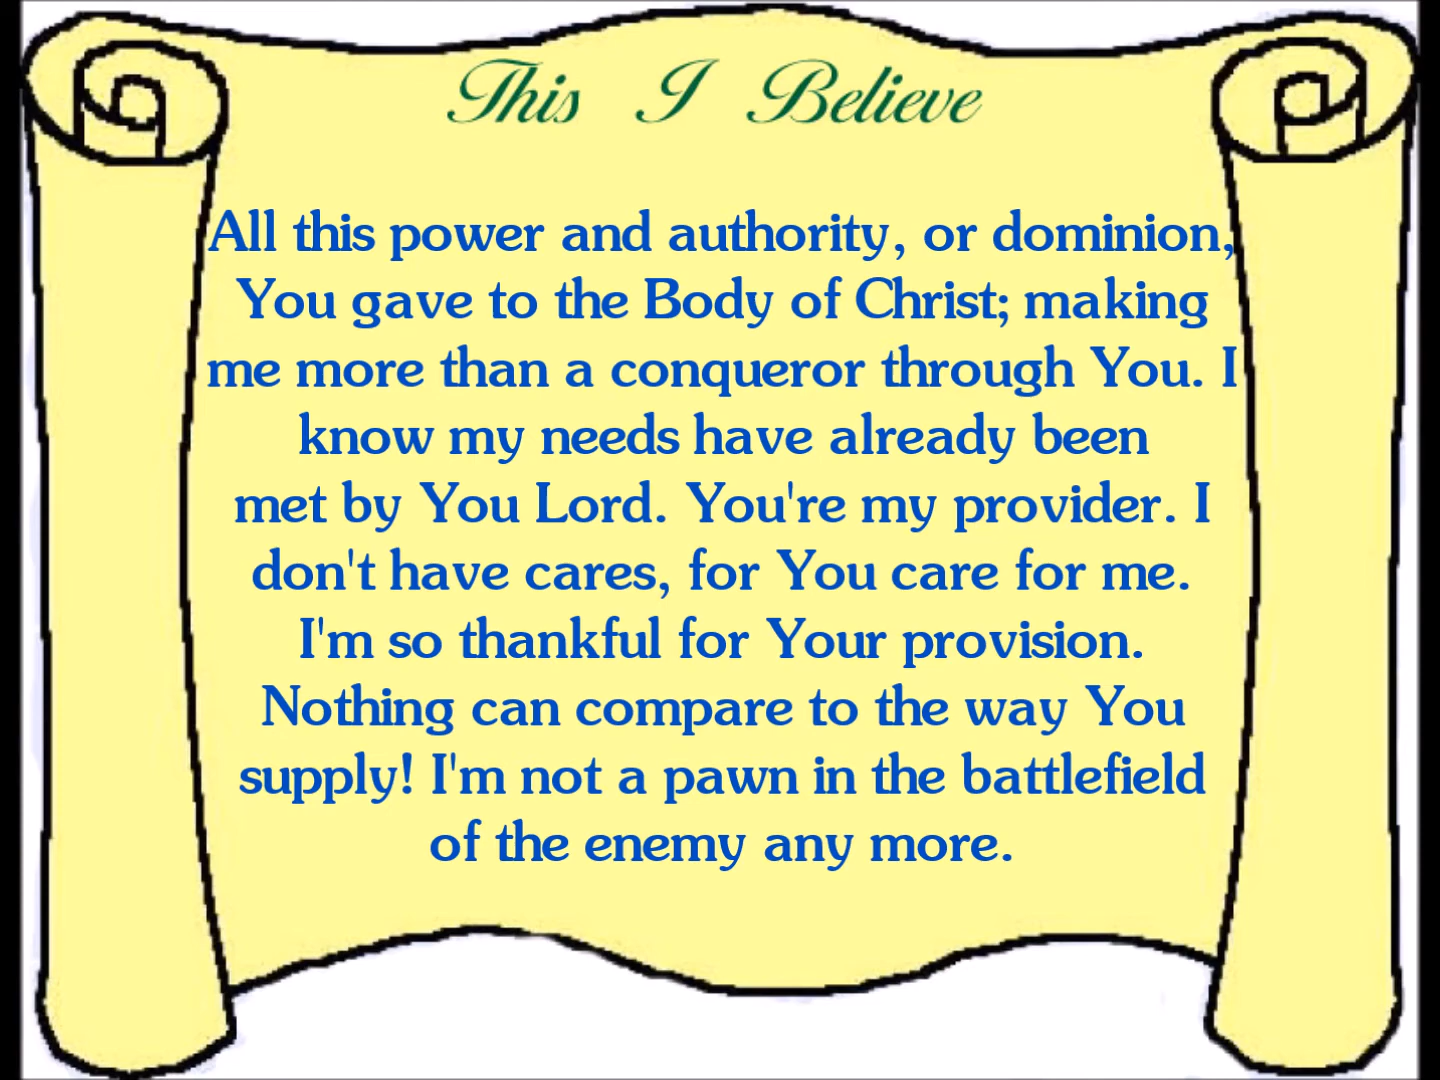 This I Believe
All this power and authority, or dominion,
You gave to the Body of Christ; making
me more than a conqueror through You. I
know my needs have already been
met by You Lord. You're my provider. I
don't have cares, for You care for me.
I'm so thankful for Your provision.
Nothing can compare to the way You
supply! I'm not a pawn in the battlefield
of the enemy any more.